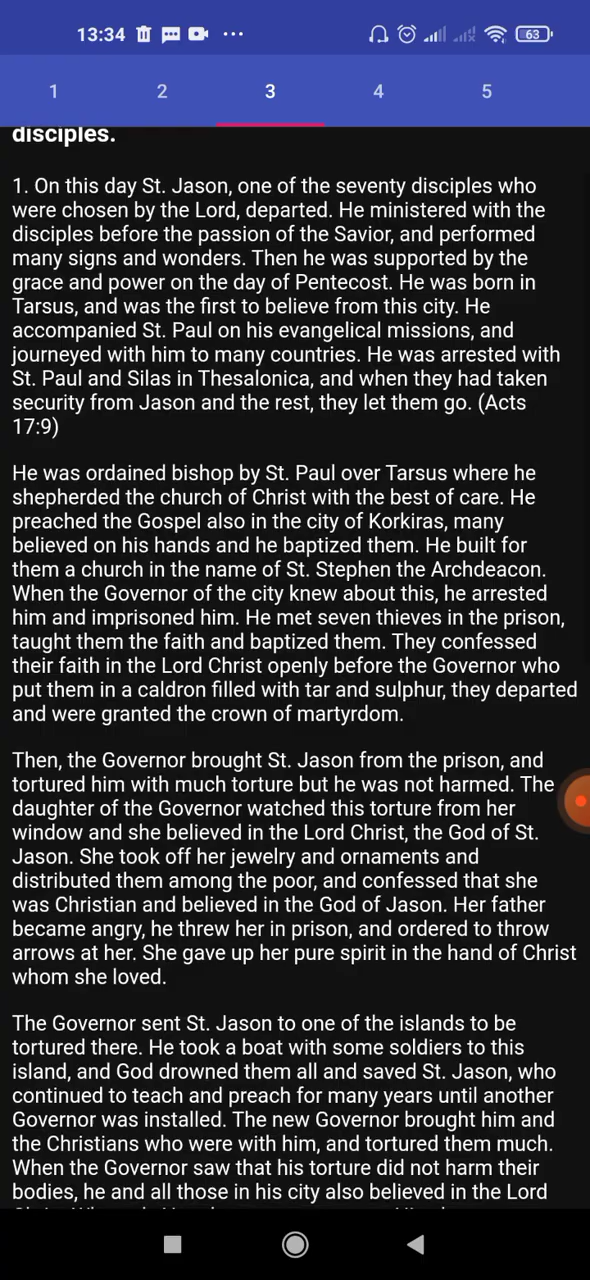 13:34
63
1 2 3 4 5
disciples.
1. On this day St. Jason, one of the seventy disciples who
were chosen by the Lord, departed. He ministered with the
disciples before the passion of the Savior, and performed
many signs and wonders. Then he was supported by the
grace and power on the day of Pentecost. He was born in
Tarsus, and was the first to believe from this city. He
accompanied St. Paul on his evangelical missions, and
journeyed with him to many countries. He was arrested with
St. Paul and Silas in Thesalonica, and when they had taken
security from Jason and the rest, they let them go. (Acts
17:9)
He was ordained bishop by St. Paul over Tarsus where he
shepherded the church of Christ with the best of care. He
preached the Gospel also in the city of Korkiras, many
believed on his hands and he baptized them. He built for
them a church in the name of St. Stephen the Archdeacon.
When the Governor of the city knew about this, he arrested
him and imprisoned him. He met seven thieves in the prison,
taught them the faith and baptized them. They confessed
their faith in the Lord Christ openly before the Governor who
put them in a caldron filled with tar and sulphur, they departed
and were granted the crown of martyrdom.
Then, the Governor brought St. Jason from the prison, and
tortured him with much torture but he was not harmed. The
daughter of the Governor watched this torture from her
window and she believed in the Lord Christ, the God of St.
Jason. She took off her jewelry and ornaments and
distributed them among the poor, and confessed that she
was Christian and believed in the God of Jason. Her father
became angry, he threw her in prison, and ordered to throw
arrows at her. She gave up her pure spirit in the hand of Christ
whom she loved.
The Governor sent St. Jason to one of the islands to be
tortured there. He took a boat with some soldiers to this
island, and God drowned them all and saved St. Jason, who
continued to teach and preach for many years until another
Governor was installed. The new Governor brought him and
the Christians who were with him, and tortured them much.
When the Governor saw that his torture did not harm their
bodies, he and all those in his city also believed in the Lord